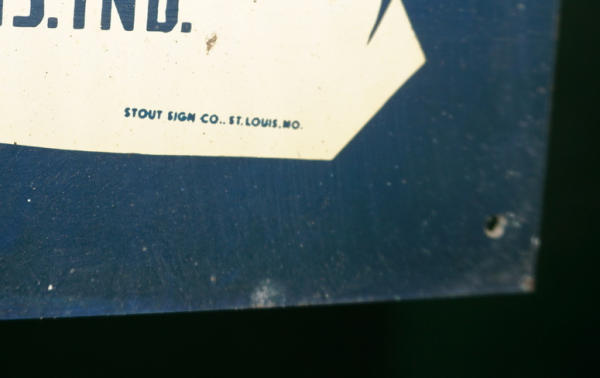 S. IND.
STOUT SIGN CO., ST. LOUIS, MO.